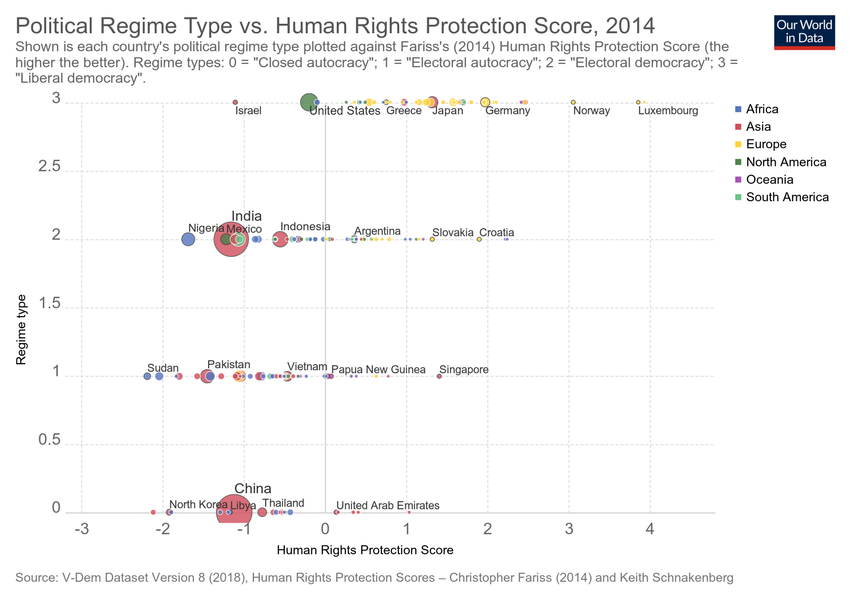 Political Regime Type vs. Human Rights Protection Score, 2014
Our World
in Data
Shown is each country's political regime type plotted against Fariss's (2014) Human Rights Protection Score (the
higher the better). Regime types: 0 = "Closed autocracy"; 1 = "Electoral autocracy"; 2 = "Electoral democracy"; 3 =
"Liberal democracy".
3
Israel
United States
Greece
Japan
Germany
Norway
Luxembourg
Africa
Asia
Europe
North America
Oceania
South America
2.5
India
Nigeria
Mexico
Indonesia
Argentina
Slovakia
Croatia
2
1.5
Regime type
Sudan
Pakistan
Vietnam
Papua New Guinea
Singapore
1
0.5
China
North Korea
Libya
Thailand
United Arab Emirates
0
-3
-2
-1
0
1
2
3
4
Human Rights Protection Score
Source: V-Dem Dataset Version 8 (2018), Human Rights Protection Scores – Christopher Fariss (2014) and Keith Schnakenberg